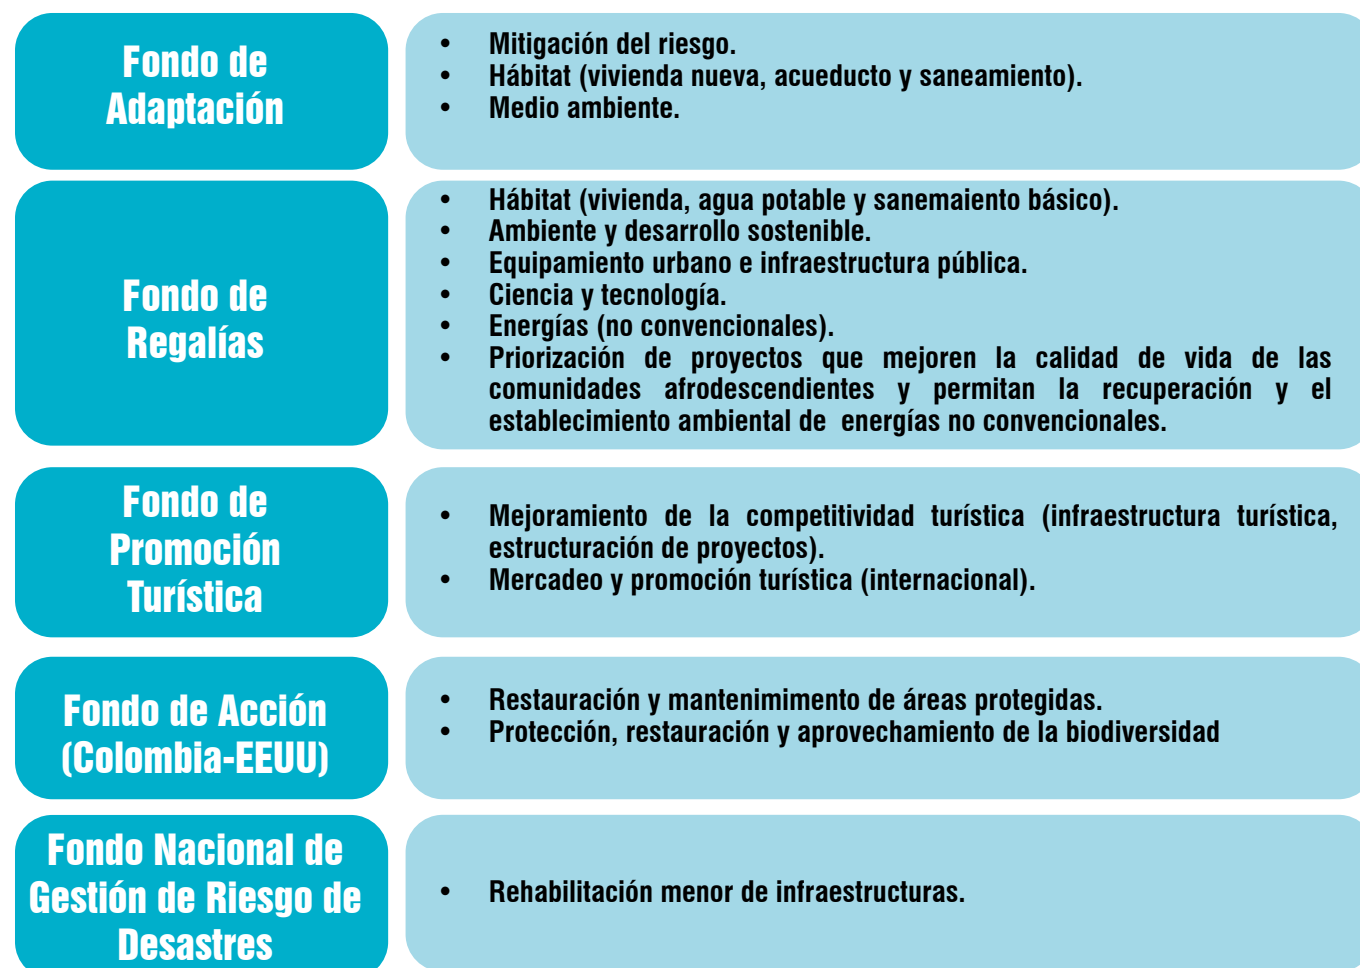 Fondo de
Adaptación
• Mitigación del riesgo.
• Hábitat (vivienda nueva, acueducto y saneamiento).
• Medio ambiente.
Fondo de
Regalías
• Hábitat (vivienda, agua potable y sanemaiento básico).
• Ambiente y desarrollo sostenible.
• Equipamiento urbano e infraestructura pública.
• Ciencia y tecnología.
• Energías (no convencionales).
• Priorización de proyectos que mejoren la calidad de vida de las
comunidades afrodescendientes y permitan la recuperación y el
establecimiento ambiental de energías no convencionales.
Fondo de
Promoción
Turística
• Mejoramiento de la competitividad turística (infraestructura turística,
estructuración de proyectos).
• Mercadeo y promoción turística (internacional).
Fondo de Acción
(Colombia-EEUU)
• Restauración y mantenimimento de áreas protegidas.
• Protección, restauración y aprovechamiento de la biodiversidad
Fondo Nacional de
Gestión de Riesgo de
Desastres
• Rehabilitación menor de infraestructuras.